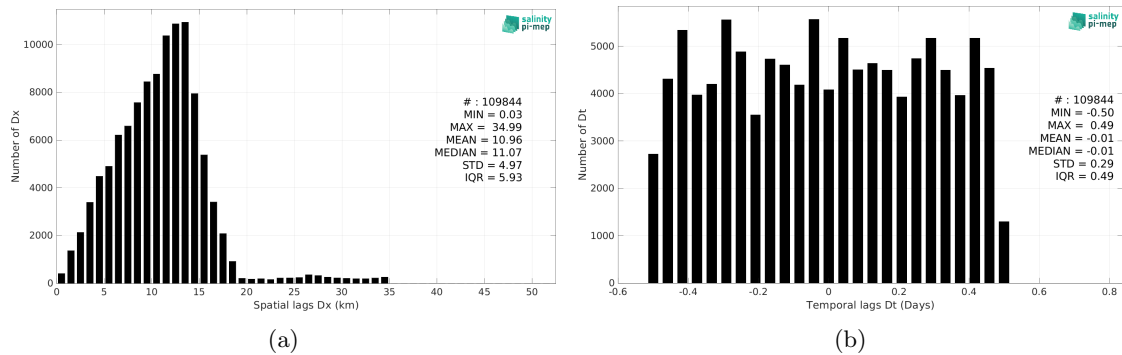 salinity
pi-mep
10000
8000
6000
4000
2000
0
Number of Dx
# : 109844
MIN = 0.03
MAX = 34.99
MEAN = 10.96
MEDIAN = 11.07
STD = 4.97
IQR = 5.93
0 5 10 15 20 25 30 35 40 45 50
Spatial lags Dx (km)
(a)
salinity
pi-mep
5000
4000
3000
2000
1000
0
Number of Dt
# : 109844
MIN = -0.50
MAX = 0.49
MEAN = -0.01
MEDIAN = -0.01
STD = 0.29
IQR = 0.49
-0.6 -0.4 -0.2 0 0.2 0.4 0.6 0.8
Temporal lags Dt (Days)
(b)